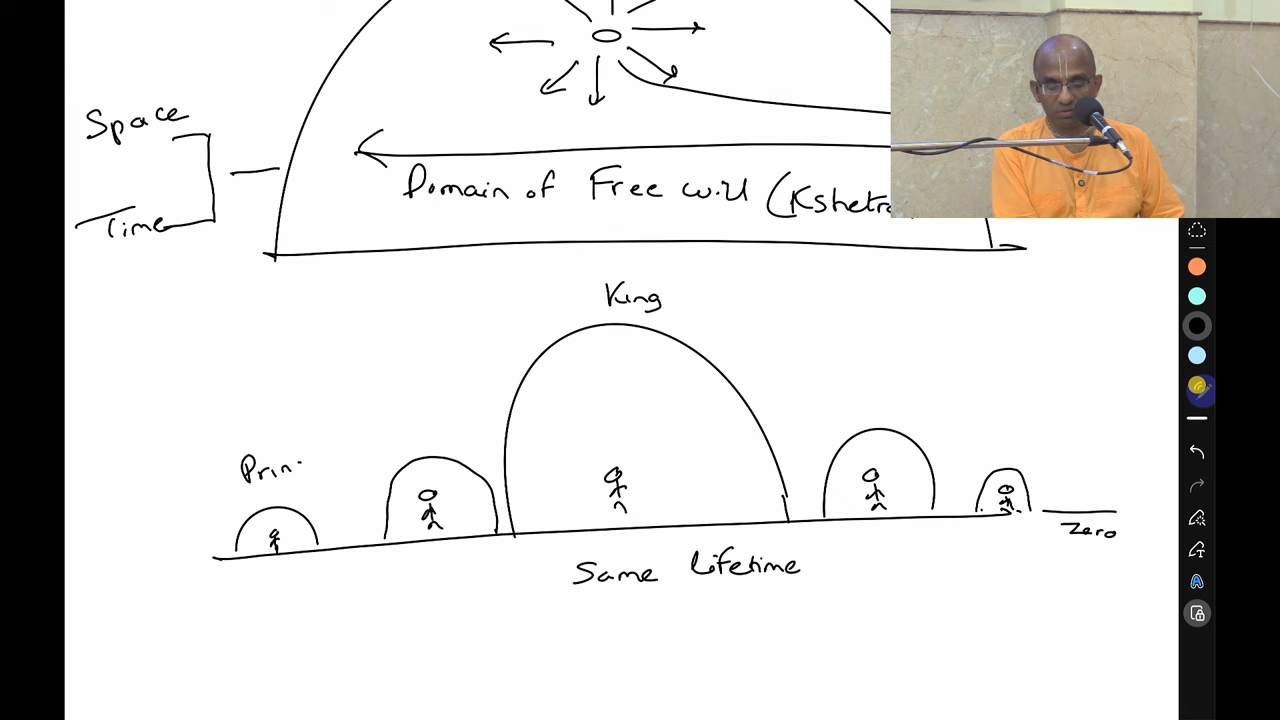 Space
Time
Domain of Free will (Kshetra
King
Prin.
Zero
Same Lifetime